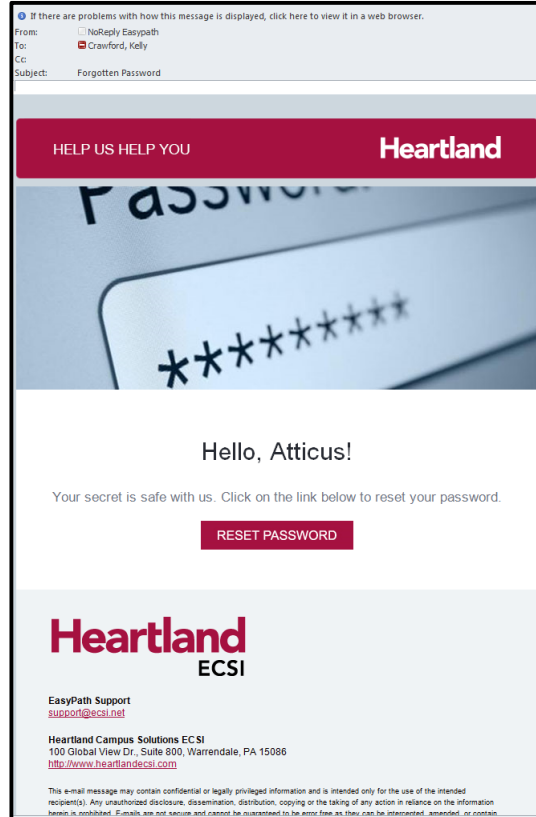 If there are problems with how this message is displayed, click here to view it in a web browser.
From: NoReply Easypath
To: Crawford, Kelly
Cc:
Subject: Forgotten Password
HELP US HELP YOU Heartland
Password
*********
Hello, Atticus!
Your secret is safe with us. Click on the link below to reset your password.
RESET PASSWORD
Heartland
ECSI
EasyPath Support
support@ecsi.net
Heartland Campus Solutions ECSI
100 Global View Dr., Suite 800, Warrendale, PA 15086
http://www.heartlandecsi.com
This e-mail message may contain confidential or legally privileged information and is intended only for the use of the intended
recipient(s). Any unauthorized disclosure, dissemination, distribution, copying or the taking of any action in reliance on the information
herein is prohibited. E-mails are not secure and cannot be guaranteed to be error free as they can be intercepted, amended, or contain